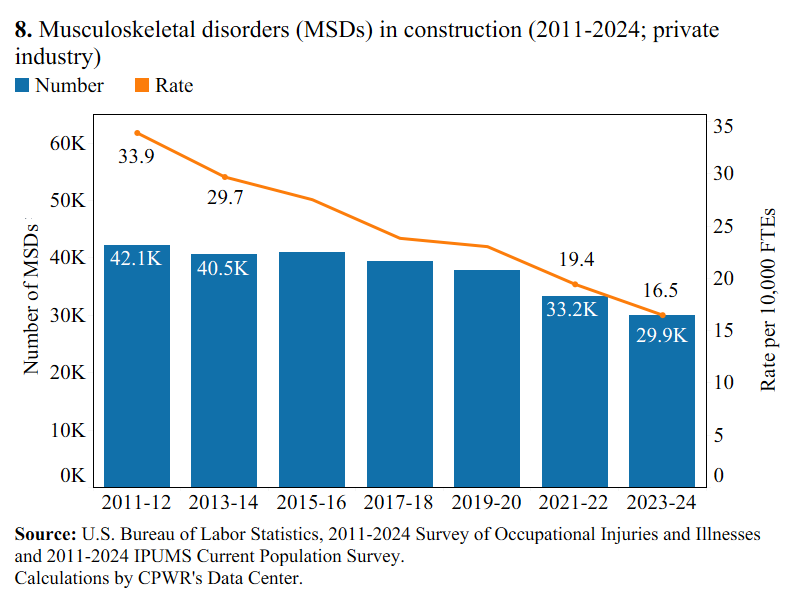 8. Musculoskeletal disorders (MSDs) in construction (2011-2024; private
industry)
Number Rate
60K
50K
40K
30K
20K
10K
0K
Number of MSDs
33.9
29.7
19.4
16.5
42.1K
40.5K
33.2K
29.9K
35
30
25
20
15
10
5
0
Rate per 10,000 FTEs
2011-12 2013-14 2015-16 2017-18 2019-20 2021-22 2023-24
Source: U.S. Bureau of Labor Statistics, 2011-2024 Survey of Occupational Injuries and Illnesses
and 2011-2024 IPUMS Current Population Survey.
Calculations by CPWR's Data Center.